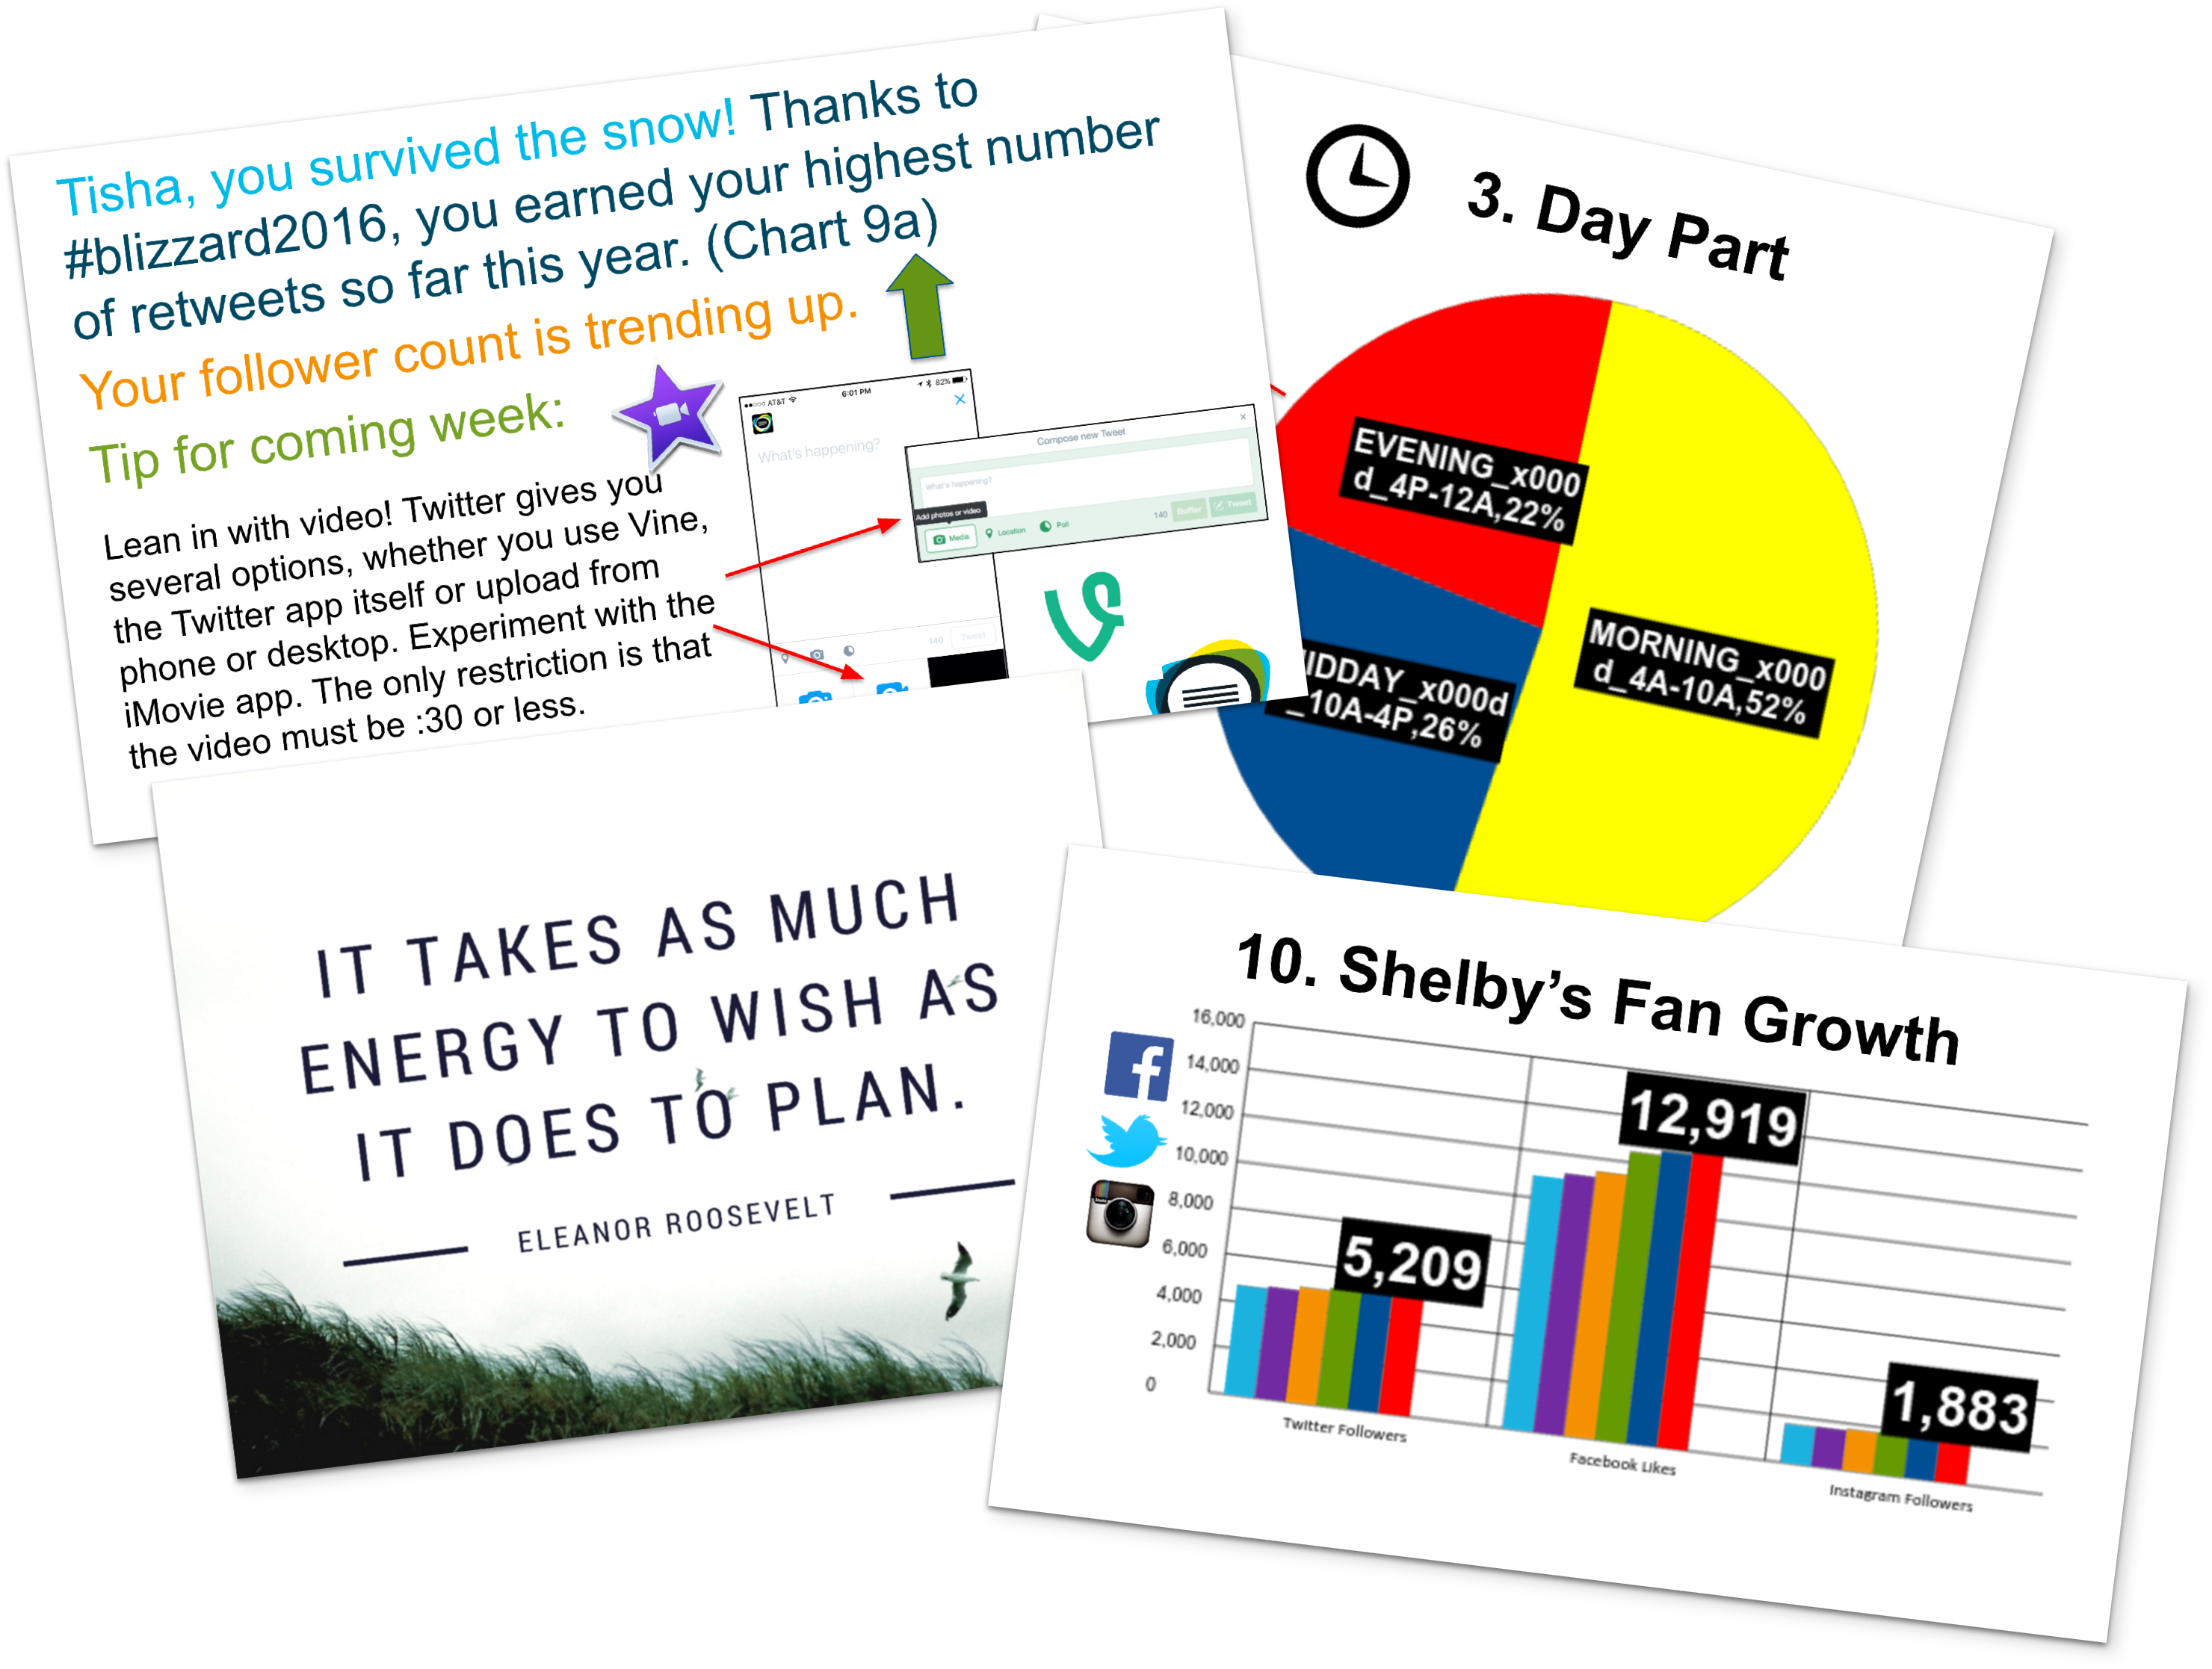 Tisha, you survived the snow! Thanks to
#blizzard2016, you earned your highest number
of retweets so far this year. (Chart 9a)
Your follower count is trending up.
Tip for coming week:
Lean in with video! Twitter gives you
several options, whether you use Vine,
the Twitter app itself or upload from
phone or desktop. Experiment with the
iMovie app. The only restriction is that
the video must be :30 or less.
AT&T 6:01 PM 82%
What's happening?
140 Tweet
Compose new Tweet
What's happening?
Add photos or video
Media Location Poll 140 Buffer Tweet
3. Day Part
EVENING_x000
d_4P-12A,22%
MORNING_x000
d_4A-10A,52%
IDDAY_x000d
_10A-4P,26%
IT TAKES AS MUCH
ENERGY TO WISH AS
IT DOES TO PLAN.
ELEANOR ROOSEVELT
10. Shelby's Fan Growth
16,000
14,000
12,000
10,000
8,000
6,000
4,000
2,000
0
5,209
12,919
1,883
Twitter Followers
Facebook Likes
Instagram Followers